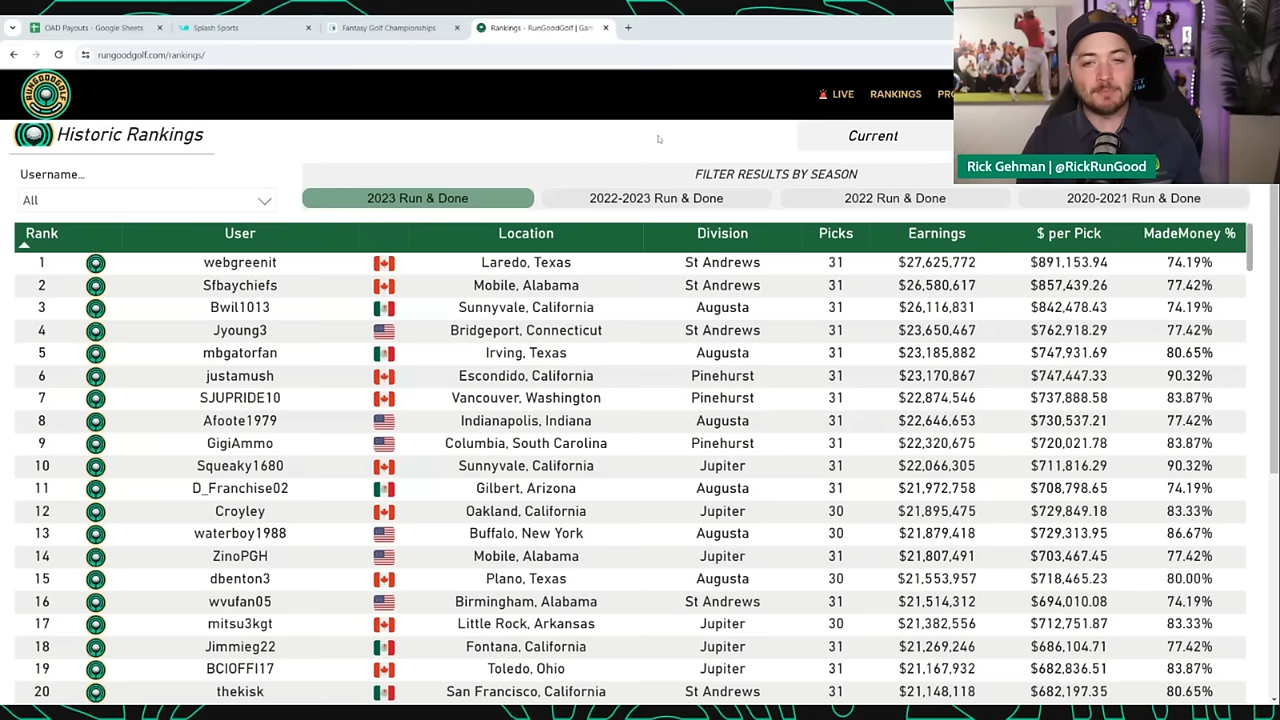 OAD Payouts - Google Sheets
Splash Sports
Fantasy Golf Championships
Rankings - RunGoodGolf | Gam
rungoodgolf.com/rankings/
LIVE RANKINGS
Historic Rankings
Current
Rick Gehman | @RickRunGood
Username...
All
FILTER RESULTS BY SEASON
2023 Run & Done 2022-2023 Run & Done 2022 Run & Done 2020-2021 Run & Done
Rank User Location Division Picks Earnings $ per Pick MadeMoney %
1 webgreenit Laredo, Texas St Andrews 31 $27,625,772 $891,153.94 74.19%
2 Sfbaychiefs Mobile, Alabama St Andrews 31 $26,580,617 $857,439.26 77.42%
3 Bwil1013 Sunnyvale, California Augusta 31 $26,116,831 $842,478.43 74.19%
4 Jyoung3 Bridgeport, Connecticut St Andrews 31 $23,650,467 $762,918.29 77.42%
5 mbgatorfan Irving, Texas Augusta 31 $23,185,882 $747,931.69 80.65%
6 justamush Escondido, California Pinehurst 31 $23,170,867 $747,447.33 90.32%
7 SJUPRIDE10 Vancouver, Washington Pinehurst 31 $22,874,546 $737,888.58 83.87%
8 Afoote1979 Indianapolis, Indiana Augusta 31 $22,646,653 $730,537.21 77.42%
9 GigiAmmo Columbia, South Carolina Pinehurst 31 $22,320,675 $720,021.78 83.87%
10 Squeaky1680 Sunnyvale, California Jupiter 31 $22,066,305 $711,816.29 90.32%
11 D_Franchise02 Gilbert, Arizona Augusta 31 $21,972,758 $708,798.65 74.19%
12 Croyley Oakland, California Jupiter 30 $21,895,475 $729,849.18 83.33%
13 waterboy1988 Buffalo, New York Augusta 30 $21,879,418 $729,313.95 86.67%
14 ZinoPGH Mobile, Alabama Jupiter 31 $21,807,491 $703,467.45 77.42%
15 dbenton3 Plano, Texas Augusta 30 $21,553,957 $718,465.23 80.00%
16 wvufan05 Birmingham, Alabama St Andrews 31 $21,514,312 $694,010.08 74.19%
17 mitsu3kgt Little Rock, Arkansas Jupiter 30 $21,382,556 $712,751.87 83.33%
18 Jimmieg22 Fontana, California Jupiter 31 $21,269,246 $686,104.71 77.42%
19 BCIOFFI17 Toledo, Ohio Jupiter 31 $21,167,932 $682,836.51 83.87%
20 thekisk San Francisco, California St Andrews 31 $21,148,118 $682,197.35 80.65%